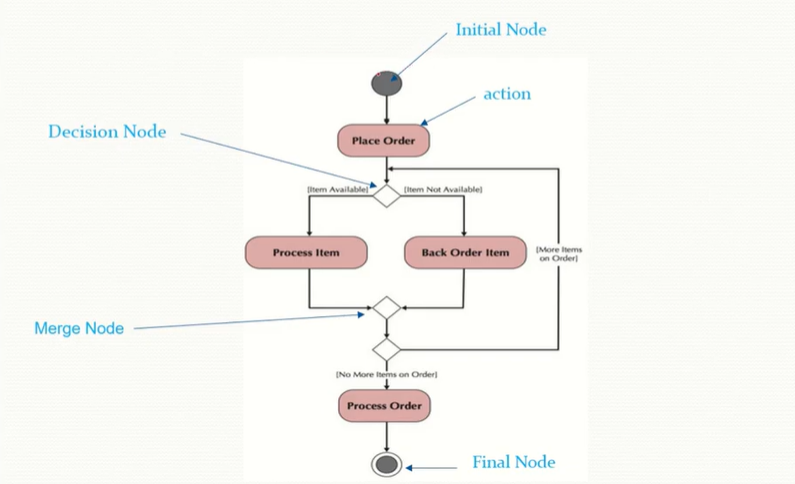 Initial Node
action
Decision Node
Place Order
[Item Available]
[Item Not Available]
Process Item
Back Order Item
[More Items
on Order]
Merge Node
[No More Items on Order]
Process Order
Final Node